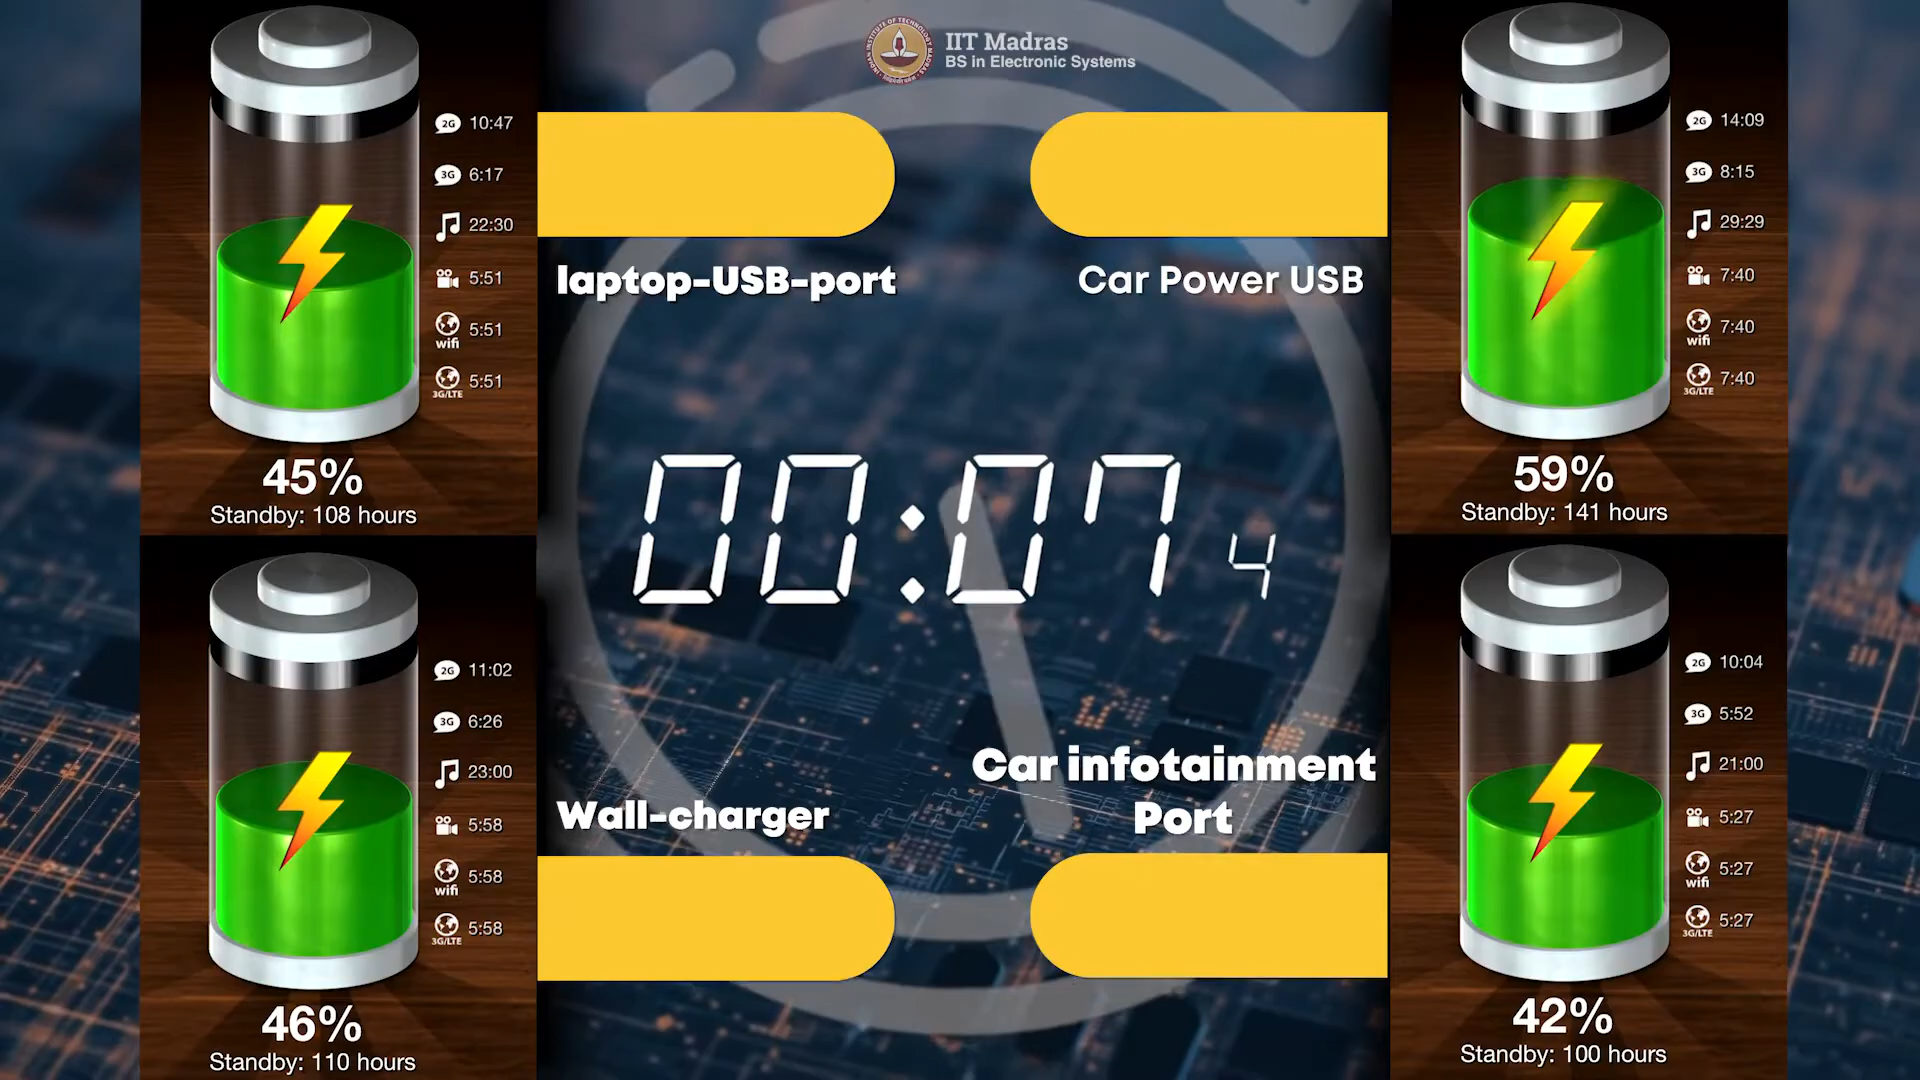 IIT Madras
BS in Electronic Systems
2G 10:47
3G 6:17
22:30
5:51
wifi 5:51
3G/LTE 5:51
45%
Standby: 108 hours
laptop-USB-port
Car Power USB
2G 14:09
3G 8:15
29:29
7:40
wifi 7:40
3G/LTE 7:40
59%
Standby: 141 hours
00:07 4
2G 11:02
3G 6:26
23:00
5:58
wifi 5:58
3G/LTE 5:58
46%
Standby: 110 hours
Wall-charger
Car infotainment
Port
2G 10:04
3G 5:52
21:00
5:27
wifi 5:27
3G/LTE 5:27
42%
Standby: 100 hours